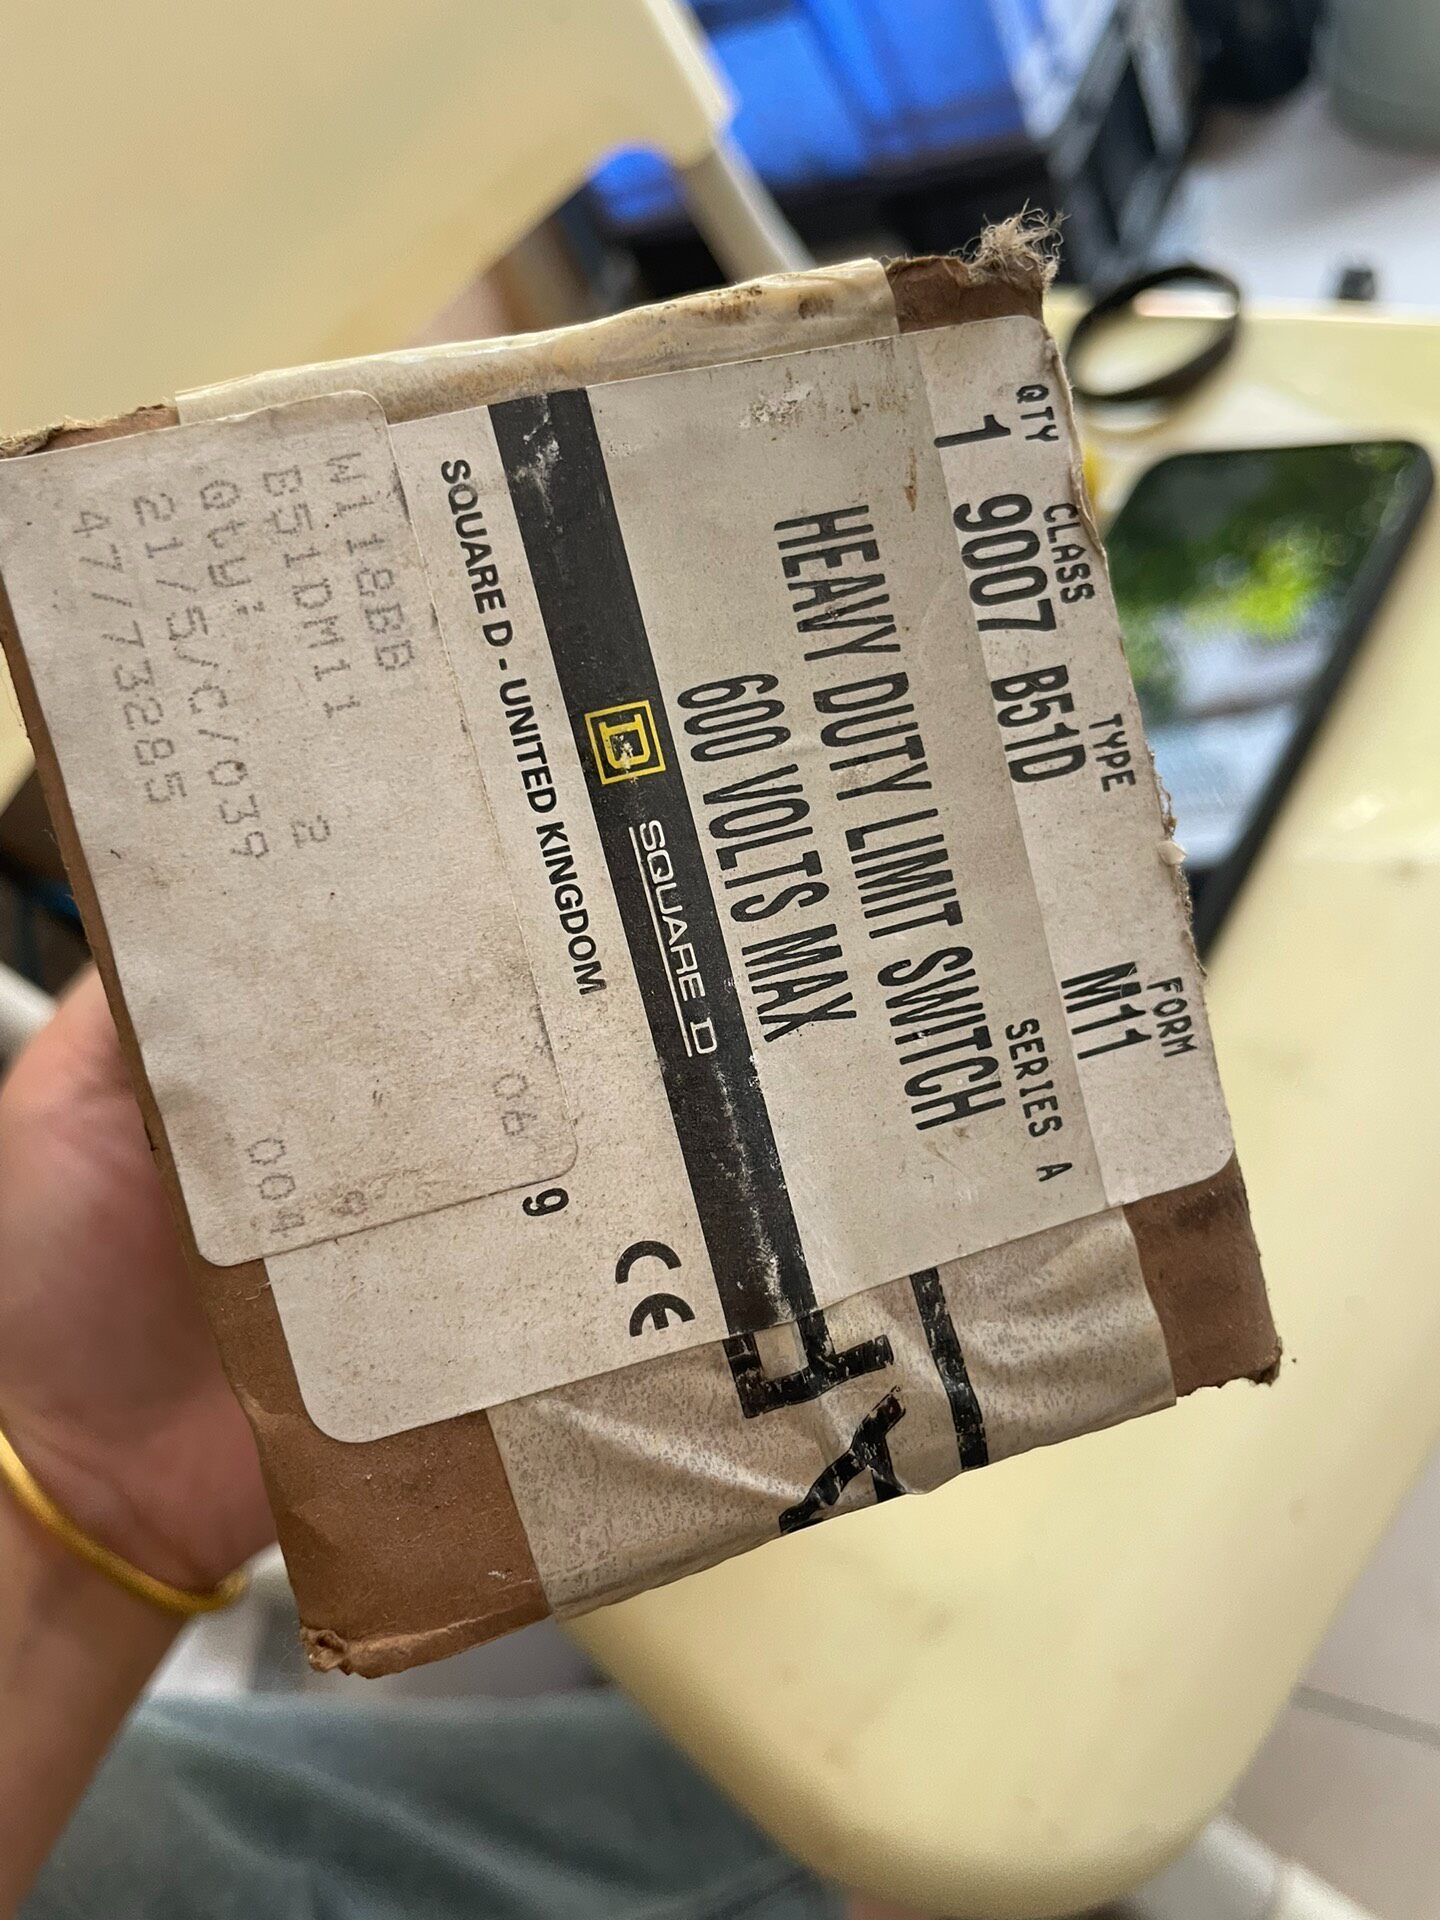 QTY CLASS TYPE FORM
1 9007 B51D M11
SERIES A
HEAVY DUTY LIMIT SWITCH
600 VOLTS MAX
D SQUARE D
SQUARE D - UNITED KINGDOM
9 CE
W118BB 06
B51DM11 2
Qty:
21/5/C/039 004
47/73285